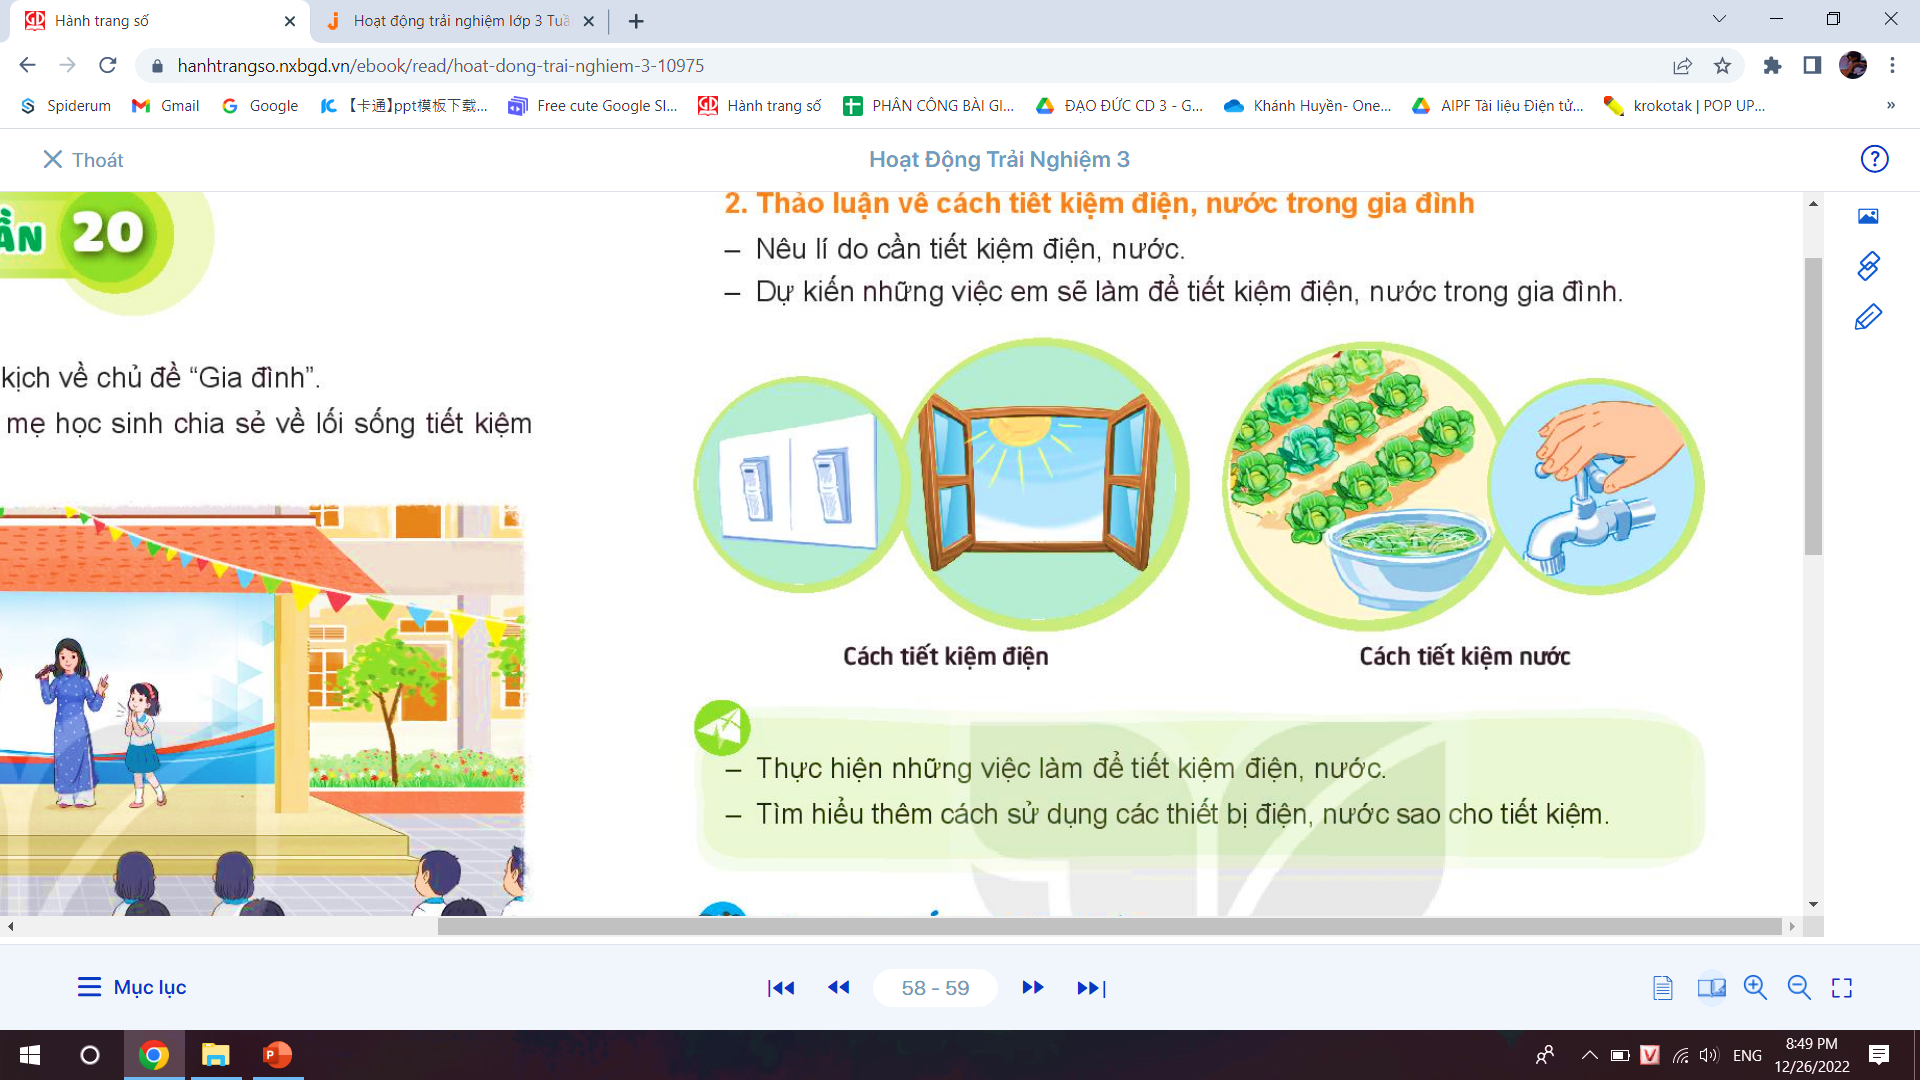 Hành trang số
Hoạt động trải nghiệm lớp 3 Tuầ
hanhtrangso.nxbgd.vn/ebook/read/hoat-dong-trai-nghiem-3-10975
Spiderum
Gmail
Google
【卡通】ppt模板下载...
Free cute Google Sl...
Hành trang số
PHÂN CÔNG BÀI GI...
ĐẠO ĐỨC CD 3 - G...
Khánh Huyền- One...
AIPF Tài liệu Điện tử...
krokotak | POP UP...
»
Thoát
Hoạt Động Trải Nghiệm 3
ẦN 20
kịch về chủ đề “Gia đình”.
mẹ học sinh chia sẻ về lối sống tiết kiệm
2. Thảo luận về cách tiết kiệm điện, nước trong gia đình
– Nêu lí do cần tiết kiệm điện, nước.
– Dự kiến những việc em sẽ làm để tiết kiệm điện, nước trong gia đình.
Cách tiết kiệm điện
Cách tiết kiệm nước
– Thực hiện những việc làm để tiết kiệm điện, nước.
– Tìm hiểu thêm cách sử dụng các thiết bị điện, nước sao cho tiết kiệm.
Mục lục
58 - 59
ENG
8:49 PM
12/26/2022